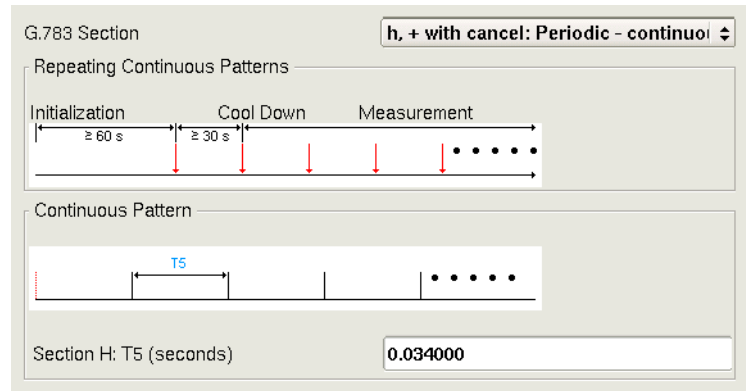 G.783 Section
h, + with cancel: Periodic - continuo
Repeating Continuous Patterns
Initialization Cool Down Measurement
≥ 60 s ≥ 30 s
Continuous Pattern
T5
Section H: T5 (seconds) 0.034000